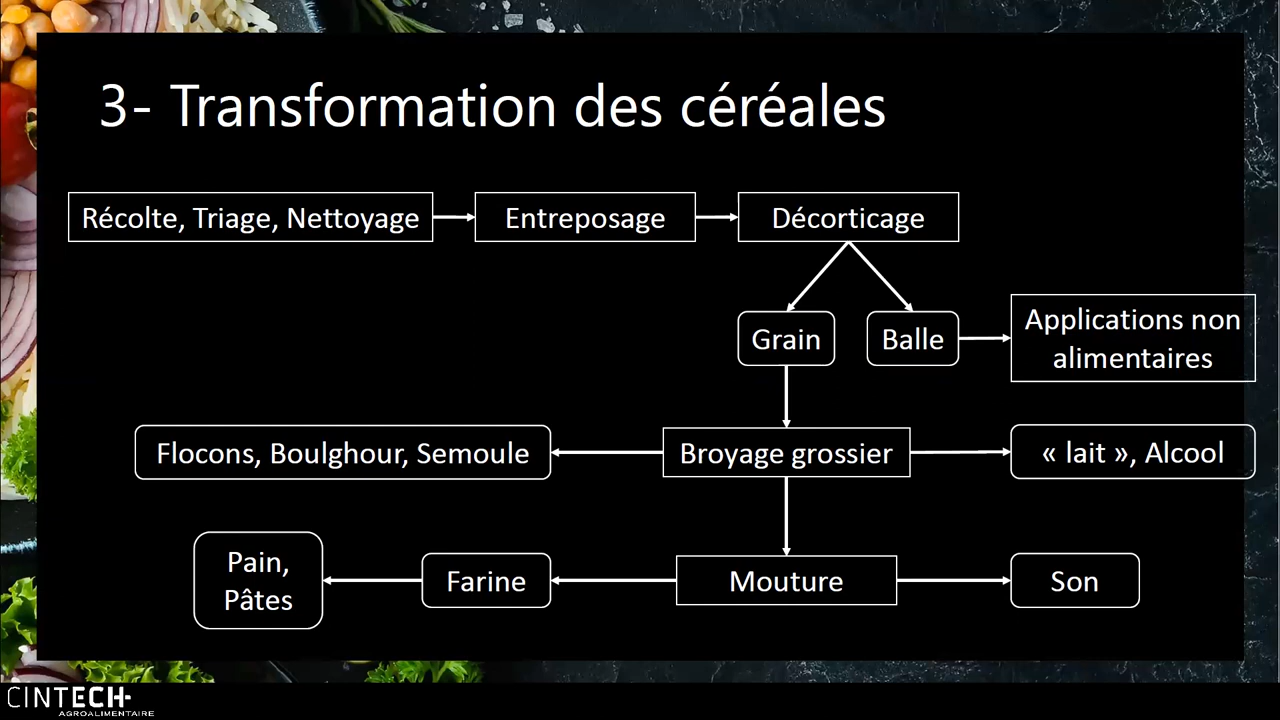 3- Transformation des céréales
Récolte, Triage, Nettoyage
Entreposage
Décorticage
Grain
Balle
Applications non
alimentaires
Flocons, Boulghour, Semoule
Broyage grossier
« lait », Alcool
Pain,
Pâtes
Farine
Mouture
Son
CINTECH
AGROALIMENTAIRE